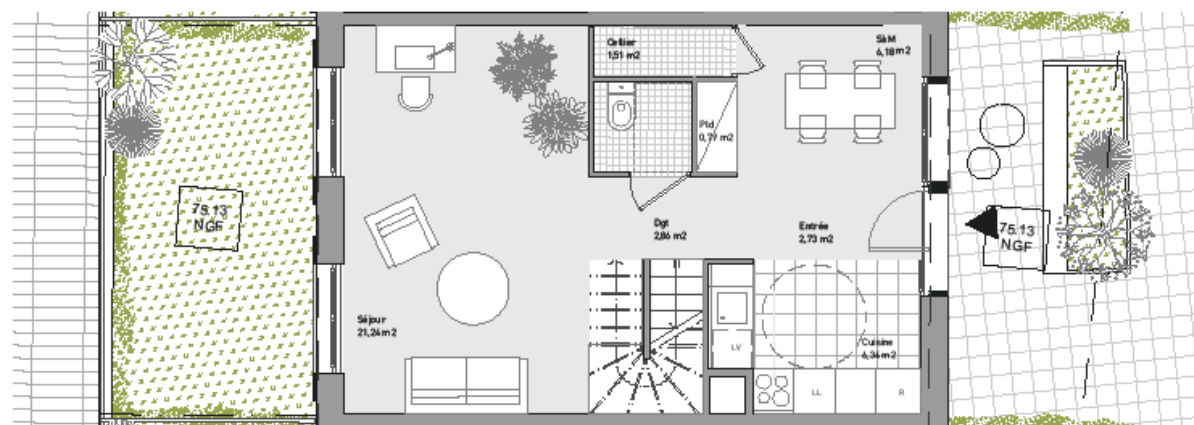 Cellier
1,51 m2
SàM
6,18 m2
Pld
0,77 m2
75.13
NGF
Dgt
2,86 m2
Entrée
2,73 m2
75.13
NGF
Séjour
21,24 m2
LV
Cuisine
6,34 m2
LL
R